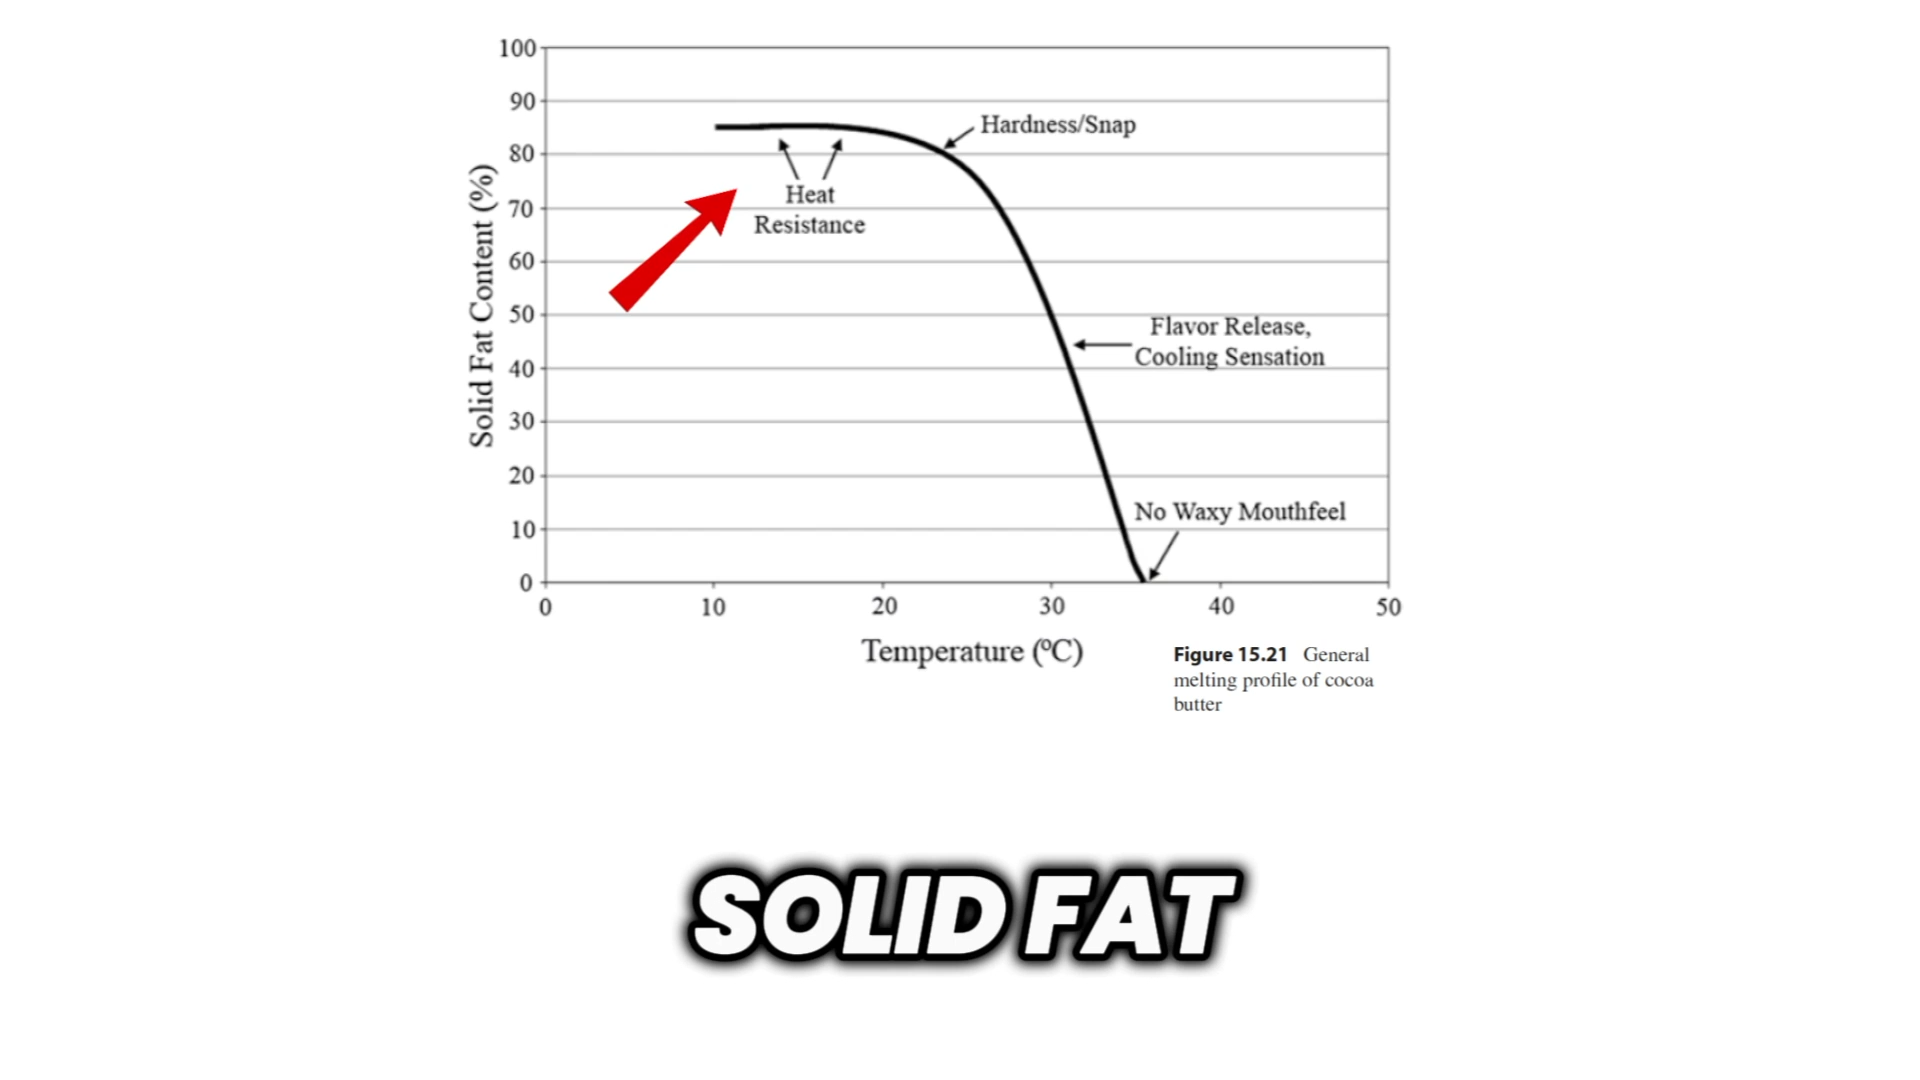 100
90
80
70
60
50
40
30
20
10
0
Solid Fat Content (%)
Hardness/Snap
Heat
Resistance
Flavor Release,
Cooling Sensation
No Waxy Mouthfeel
0 10 20 30 40 50
Temperature (ºC)
Figure 15.21 General
melting profile of cocoa
butter
SOLID FAT